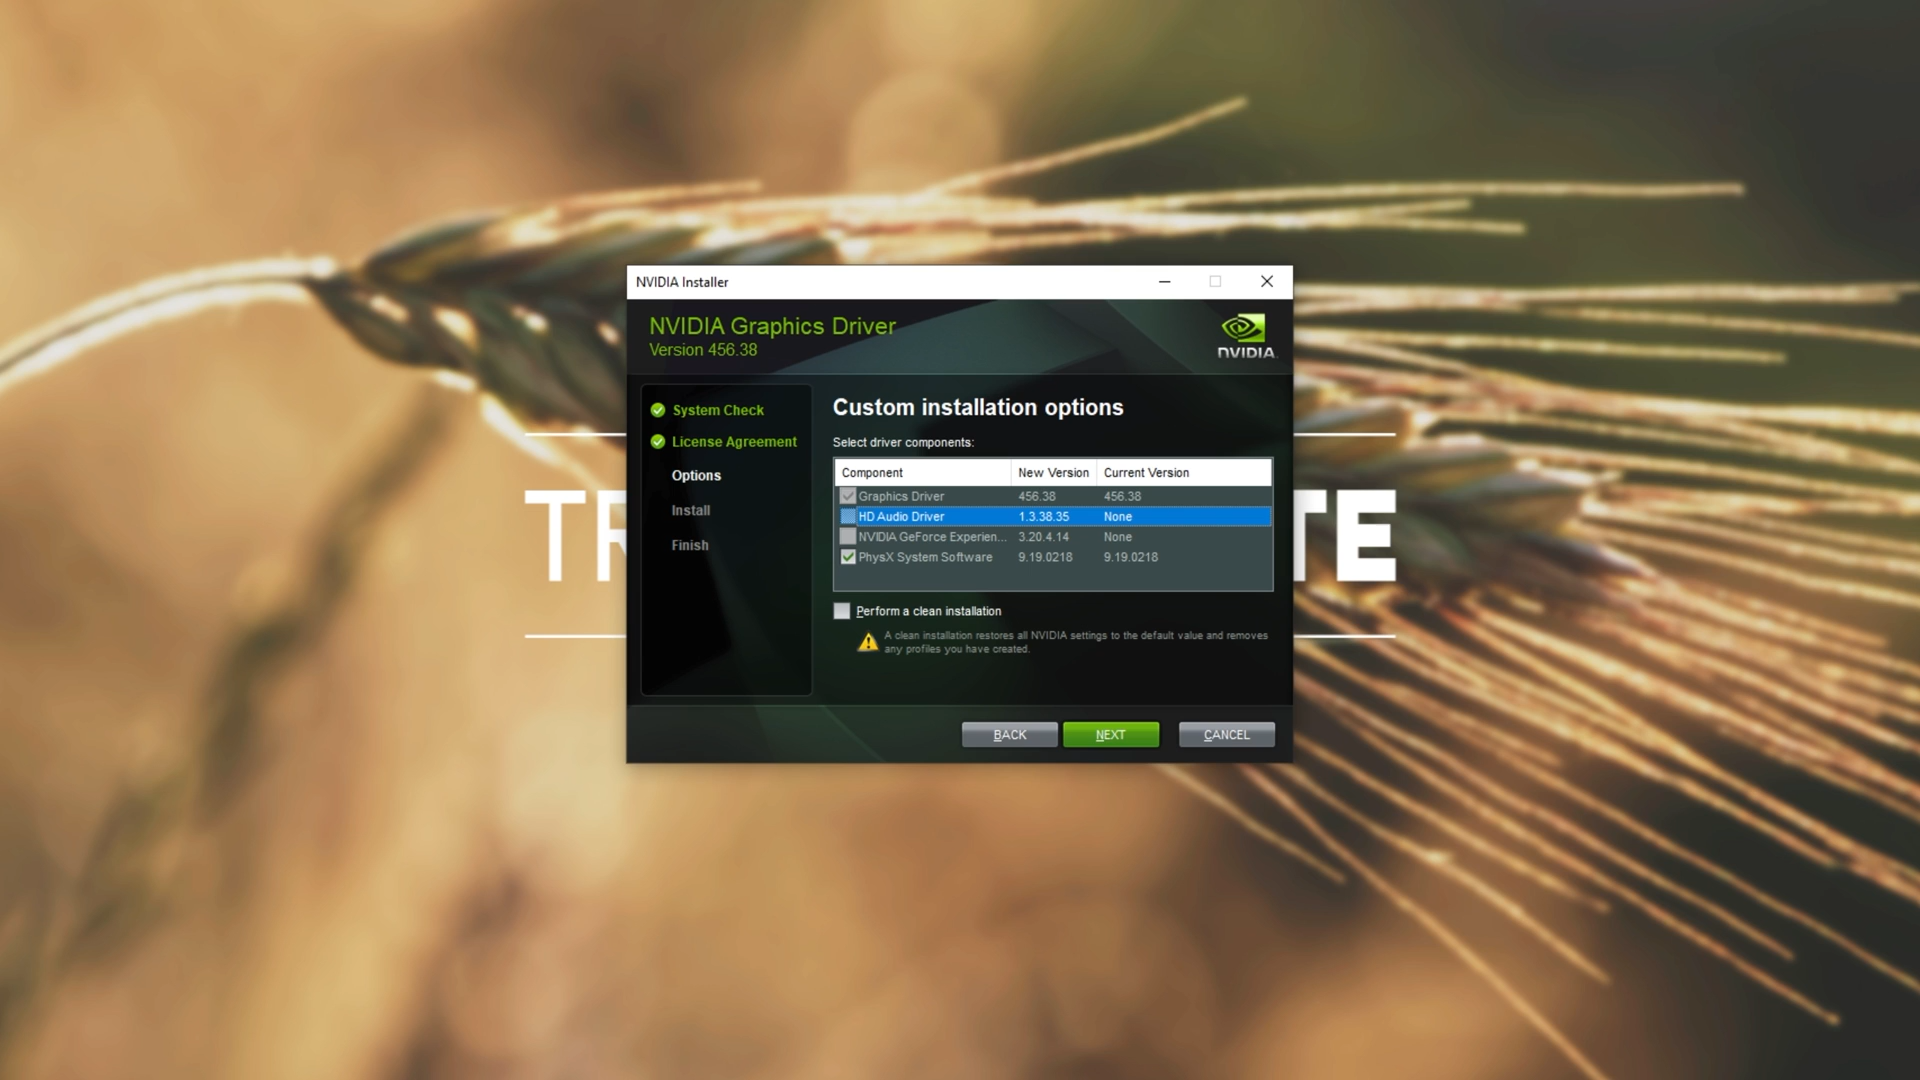 NVIDIA Installer
NVIDIA Graphics Driver
Version 456.38
NVIDIA
System Check
License Agreement
Options
Install
Finish
Custom installation options
Select driver components:
Component New Version Current Version
Graphics Driver 456.38 456.38
HD Audio Driver 1.3.38.35 None
NVIDIA GeForce Experien... 3.20.4.14 None
PhysX System Software 9.19.0218 9.19.0218
Perform a clean installation
A clean installation restores all NVIDIA settings to the default value and removes
any profiles you have created.
BACK NEXT CANCEL